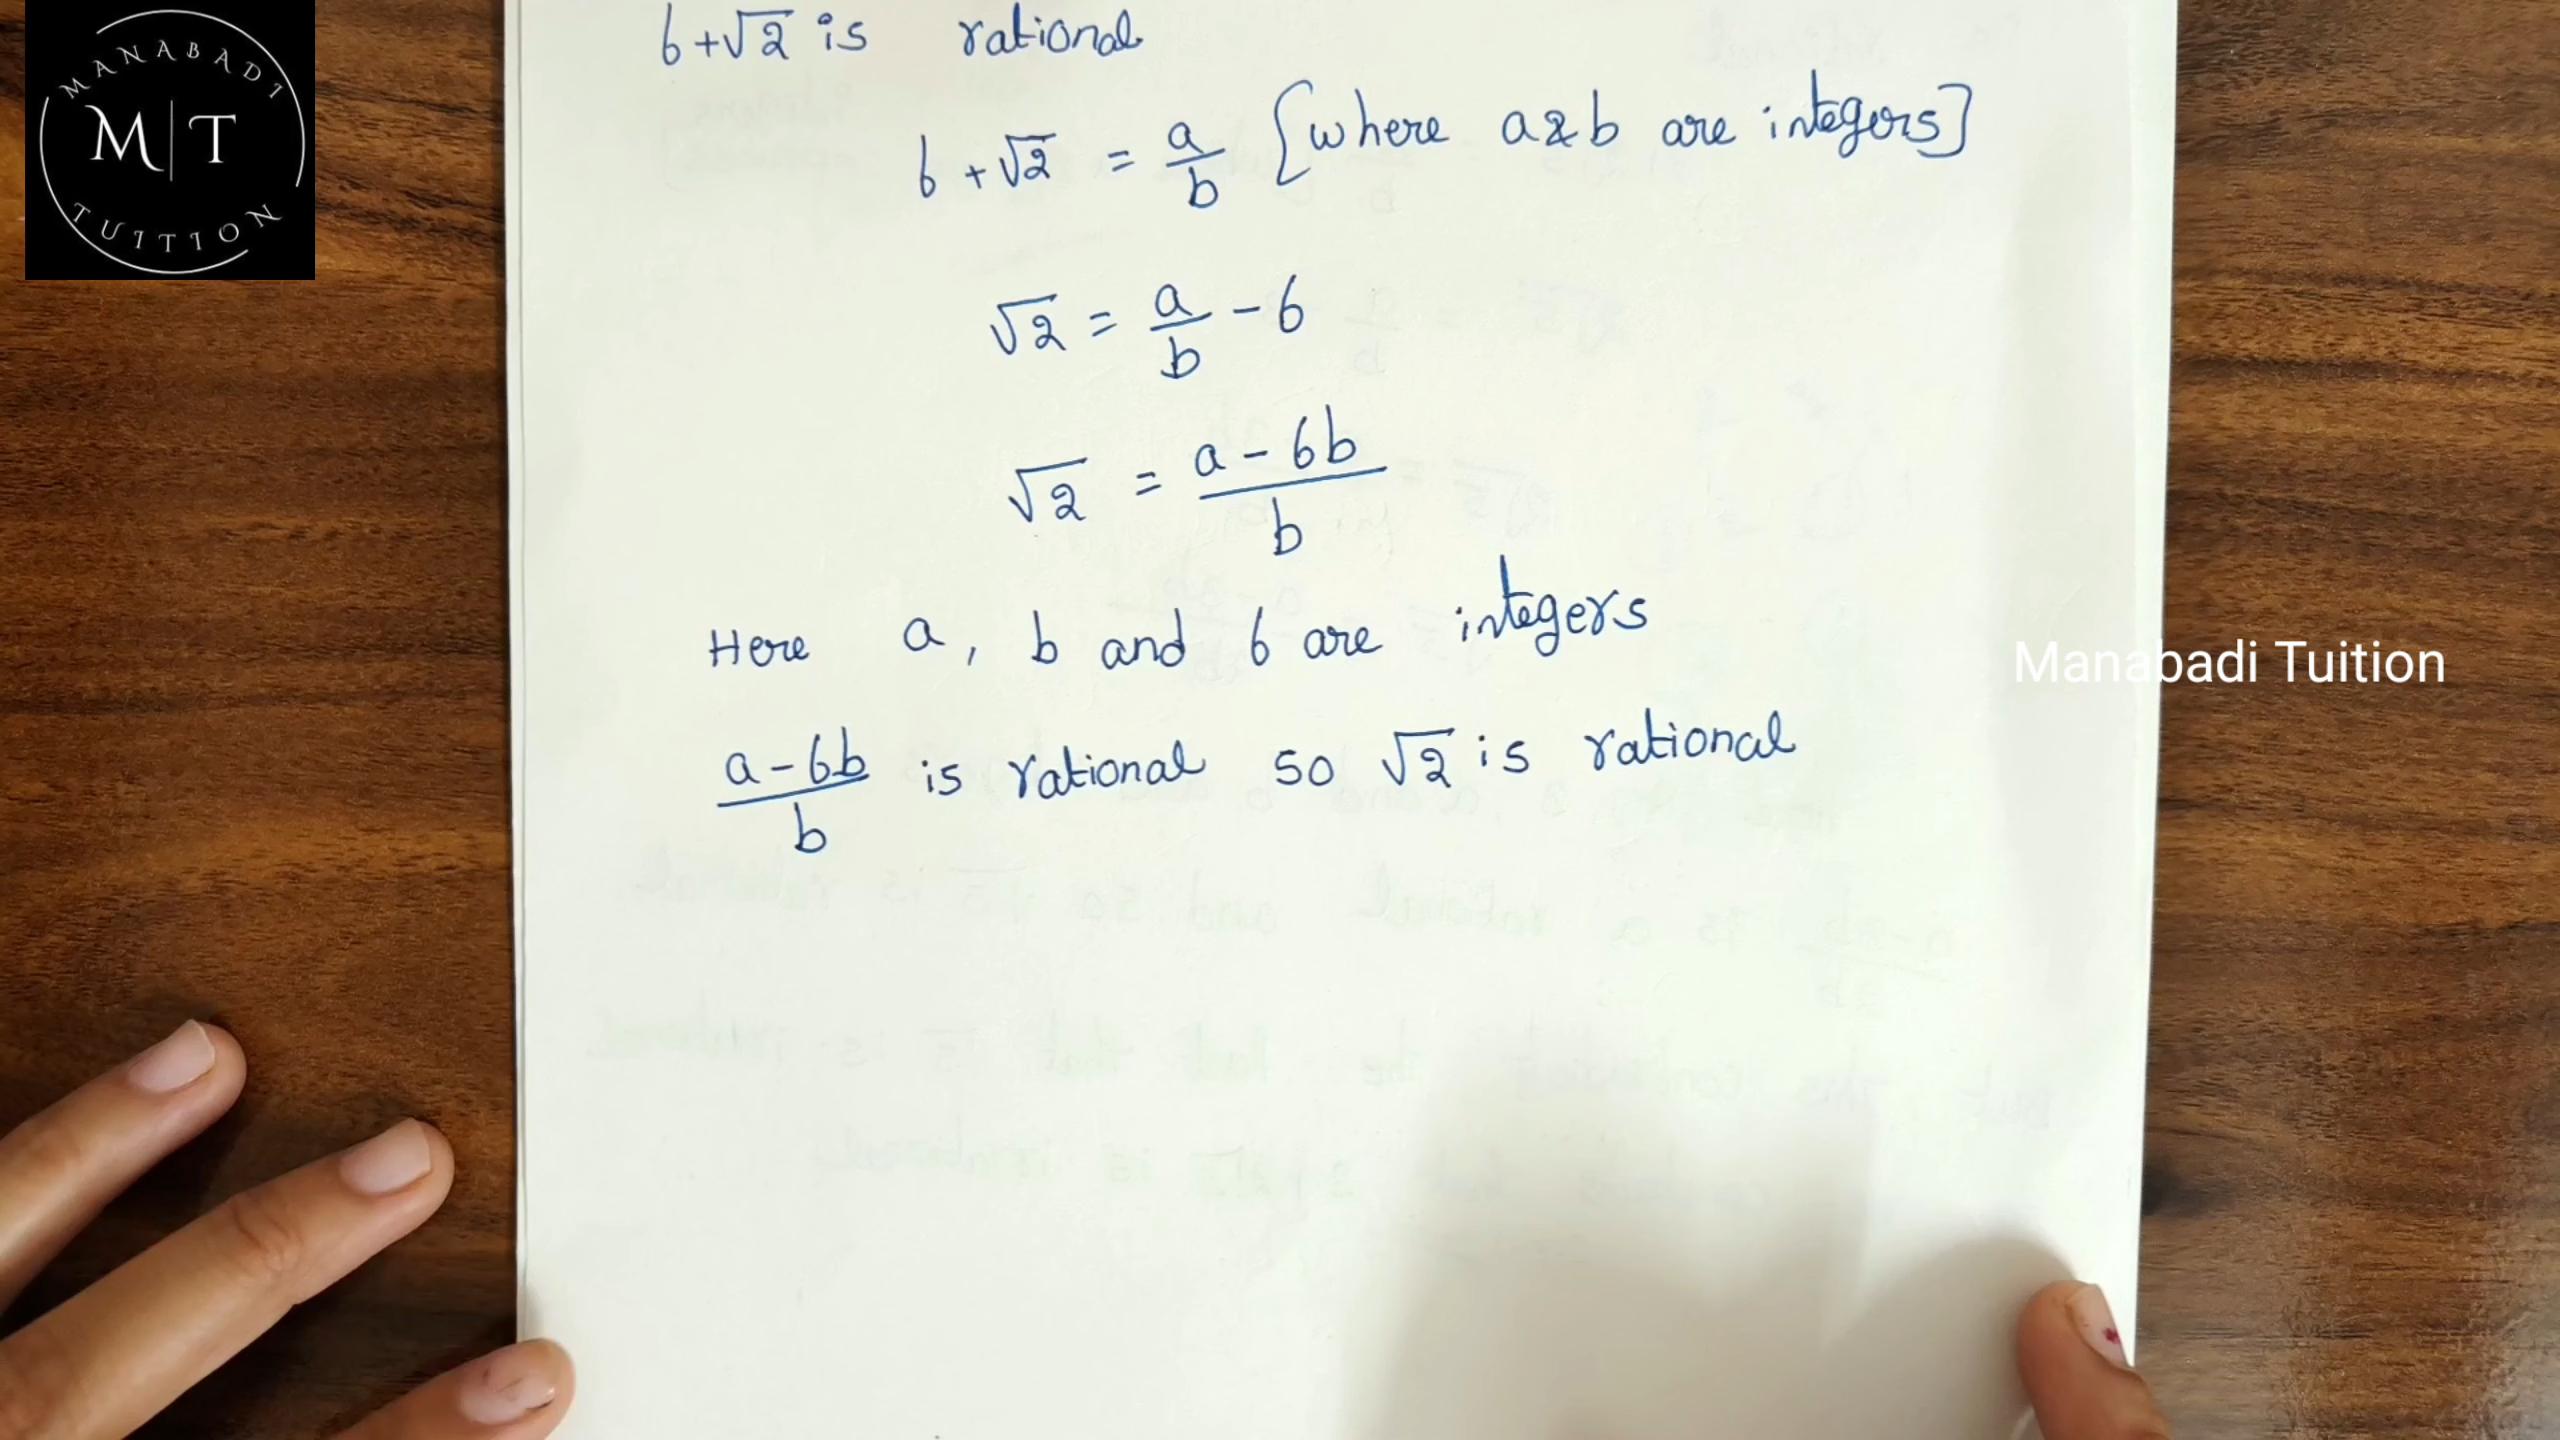 MANABADI
M|T
TUITION
6+√2 is rational
6+√2 = a/b [where a & b are integers]
√2 = a/b - 6
√2 = (a - 6b)/b
Here a, b and 6 are integers
Manabadi Tuition
(a - 6b)/b is rational so √2 is rational